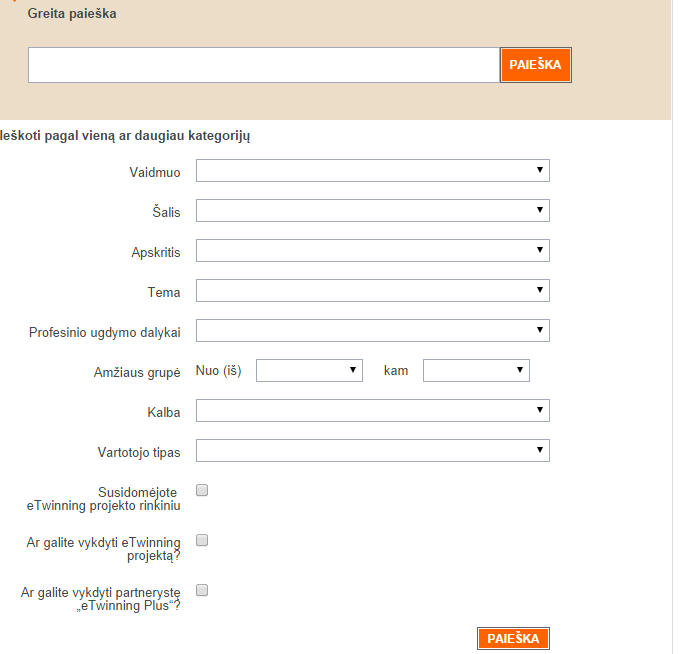 Greita paieška
PAIEŠKA
Ieškoti pagal vieną ar daugiau kategorijų
Vaidmuo
Šalis
Apskritis
Tema
Profesinio ugdymo dalykai
Amžiaus grupė Nuo (iš) kam
Kalba
Vartotojo tipas
Susidomėjote
eTwinning projekto rinkiniu
Ar galite vykdyti eTwinning
projektą?
Ar galite vykdyti partnerystę
„eTwinning Plus“?
PAIEŠKA